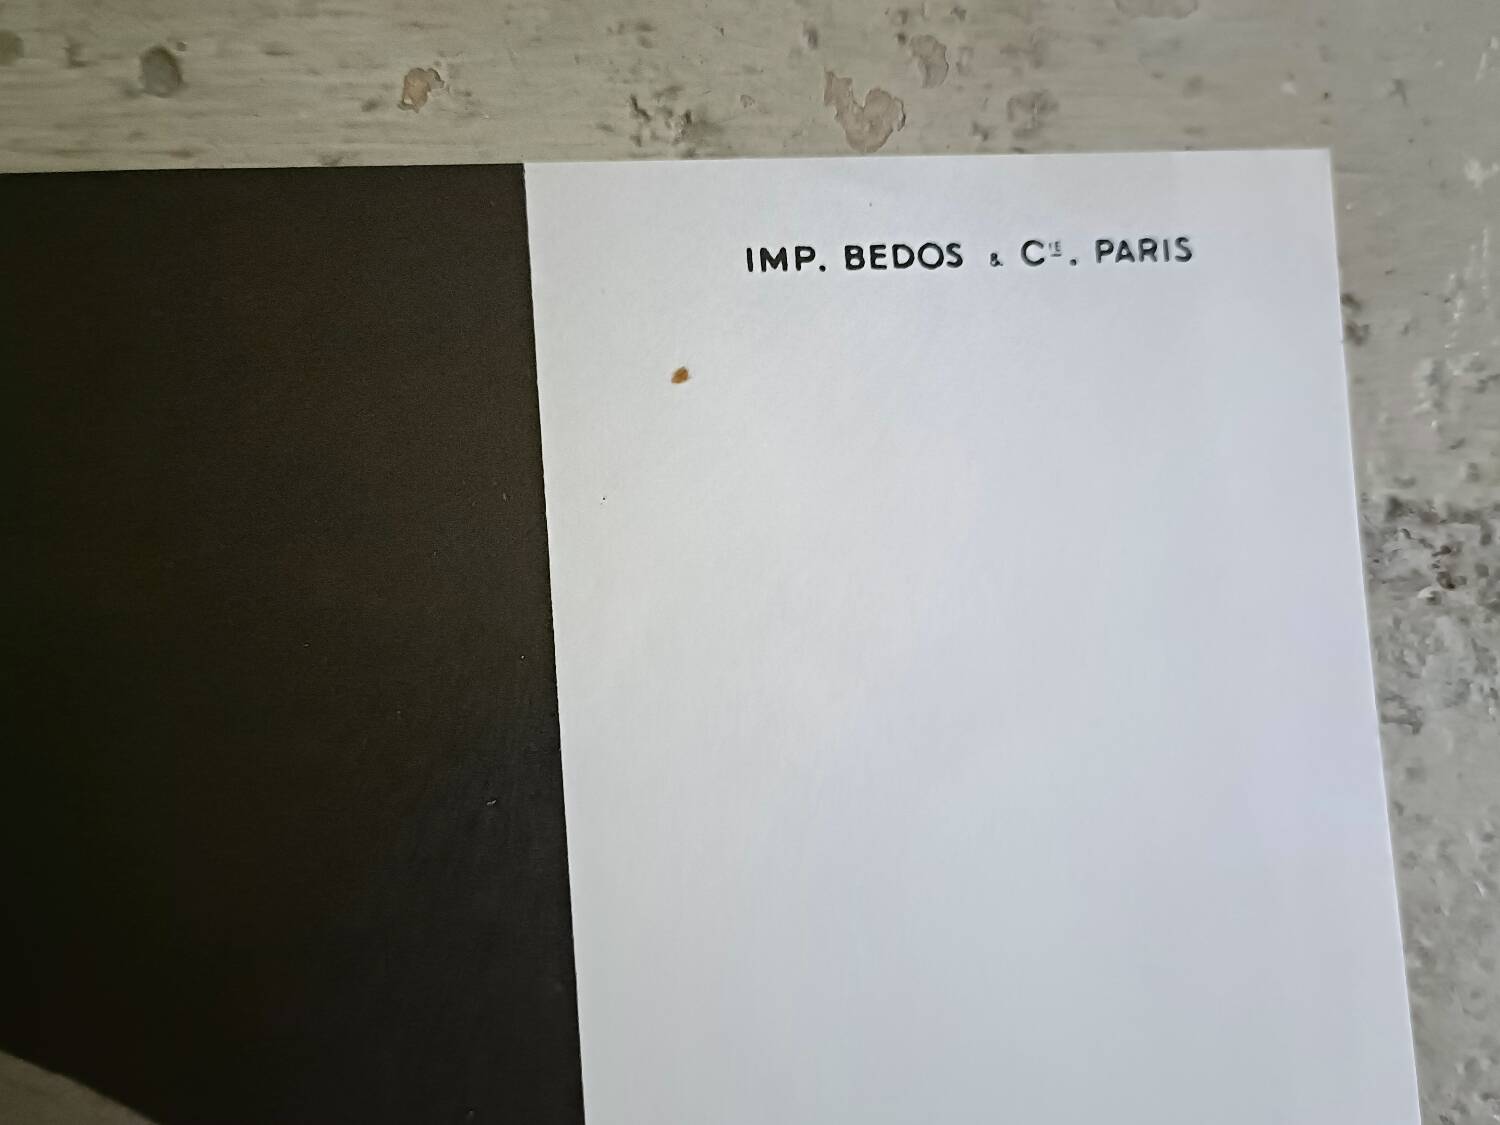 IMP. BEDOS & Cᴵᴱ. PARIS